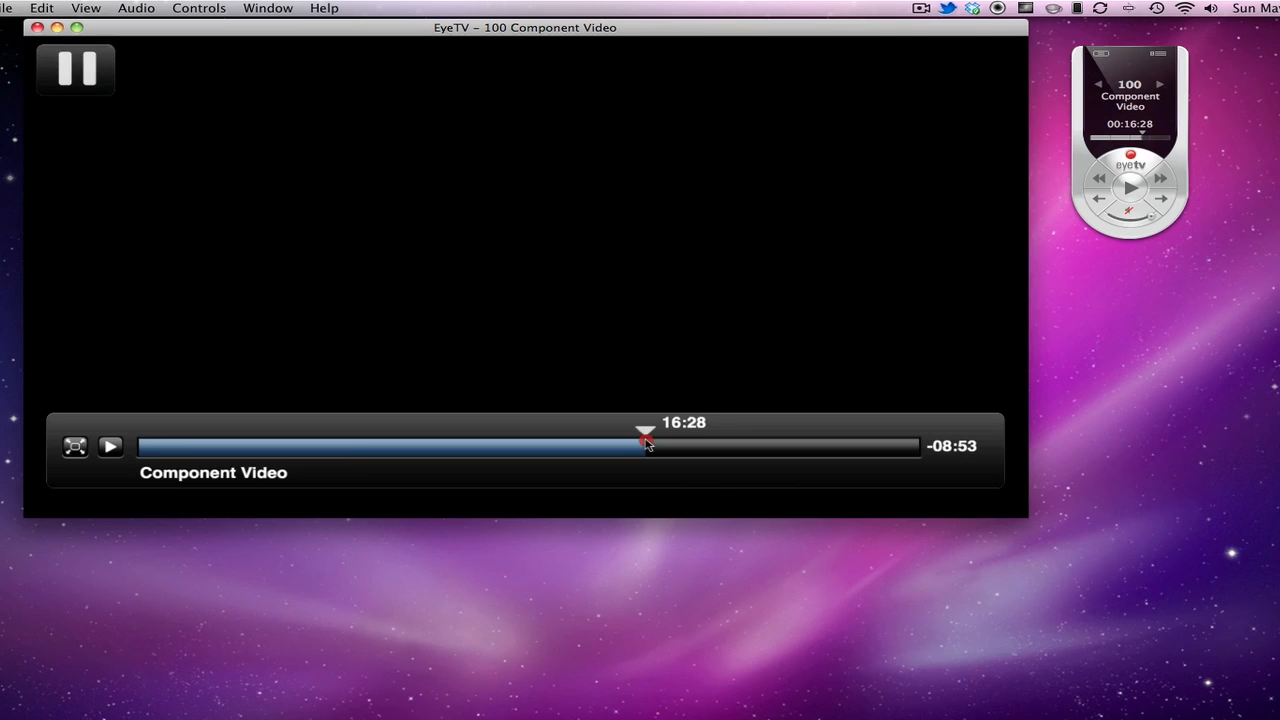 ile Edit View Audio Controls Window Help Sun May
EyeTV – 100 Component Video
100
Component
Video
00:16:28
eyetv
16:28
-08:53
Component Video